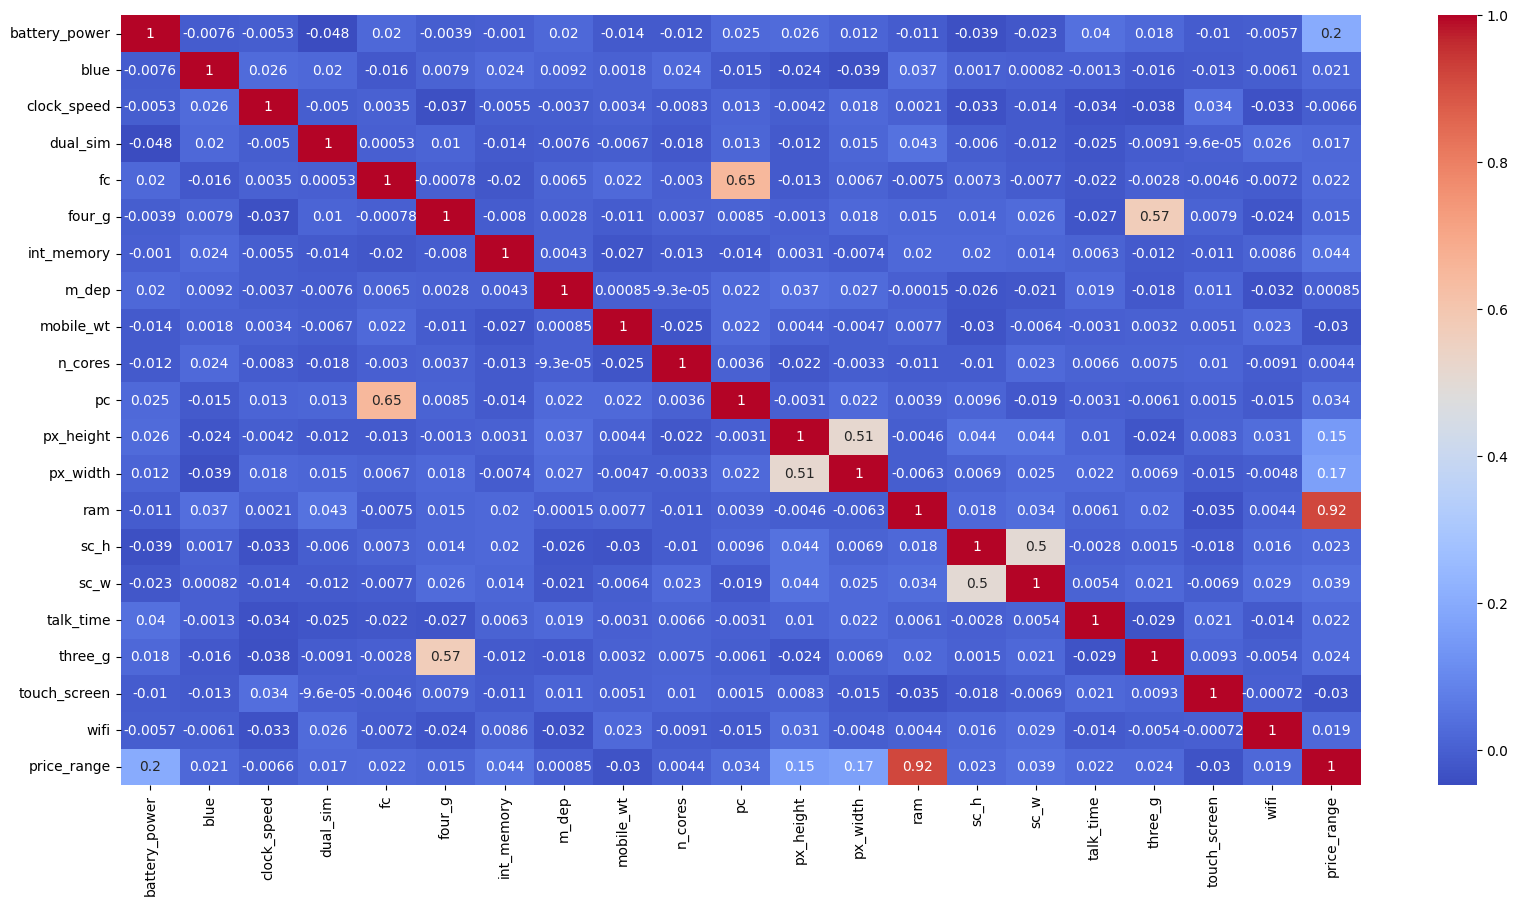 battery_power 1 -0.0076 -0.0053 -0.048 0.02 -0.0039 -0.001 0.02 -0.014 -0.012 0.025 0.026 0.012 -0.011 -0.039 -0.023 0.04 0.018 -0.01 -0.0057 0.2 1.0
blue -0.0076 1 0.026 0.02 -0.016 0.0079 0.024 0.0092 0.0018 0.024 -0.015 -0.024 -0.039 0.037 0.0017 0.00082 -0.0013 -0.016 -0.013 -0.0061 0.021
clock_speed -0.0053 0.026 1 -0.005 0.0035 -0.037 -0.0055 -0.0037 0.0034 -0.0083 0.013 -0.0042 0.018 0.0021 -0.033 -0.014 -0.034 -0.038 0.034 -0.033 -0.0066
dual_sim -0.048 0.02 -0.005 1 0.00053 0.01 -0.014 -0.0076 -0.0067 -0.018 0.013 -0.012 0.015 0.043 -0.006 -0.012 -0.025 -0.0091 -9.6e-05 0.026 0.017 0.8
fc 0.02 -0.016 0.0035 0.00053 1 -0.00078 -0.02 0.0065 0.022 -0.003 0.65 -0.013 0.0067 -0.0075 0.0073 -0.0077 -0.022 -0.0028 -0.0046 -0.0072 0.022
four_g -0.0039 0.0079 -0.037 0.01 -0.00078 1 -0.008 0.0028 -0.011 0.0037 0.0085 -0.0013 0.018 0.015 0.014 0.026 -0.027 0.57 0.0079 -0.024 0.015
int_memory -0.001 0.024 -0.0055 -0.014 -0.02 -0.008 1 0.0043 -0.027 -0.013 -0.014 0.0031 -0.0074 0.02 0.02 0.014 0.0063 -0.012 -0.011 0.0086 0.044
m_dep 0.02 0.0092 -0.0037 -0.0076 0.0065 0.0028 0.0043 1 0.00085 -9.3e-05 0.022 0.037 0.027 -0.00015 -0.026 -0.021 0.019 -0.018 0.011 -0.032 0.00085 0.6
mobile_wt -0.014 0.0018 0.0034 -0.0067 0.022 -0.011 -0.027 0.00085 1 -0.025 0.022 0.0044 -0.0047 0.0077 -0.03 -0.0064 -0.0031 0.0032 0.0051 0.023 -0.03
n_cores -0.012 0.024 -0.0083 -0.018 -0.003 0.0037 -0.013 -9.3e-05 -0.025 1 0.0036 -0.022 -0.0033 -0.011 -0.01 0.023 0.0066 0.0075 0.01 -0.0091 0.0044
pc 0.025 -0.015 0.013 0.013 0.65 0.0085 -0.014 0.022 0.022 0.0036 1 -0.0031 0.022 0.0039 0.0096 -0.019 -0.0031 -0.0061 0.0015 -0.015 0.034
px_height 0.026 -0.024 -0.0042 -0.012 -0.013 -0.0013 0.0031 0.037 0.0044 -0.022 -0.0031 1 0.51 -0.0046 0.044 0.044 0.01 -0.024 0.0083 0.031 0.15
px_width 0.012 -0.039 0.018 0.015 0.0067 0.018 -0.0074 0.027 -0.0047 -0.0033 0.022 0.51 1 -0.0063 0.0069 0.025 0.022 0.0069 -0.015 -0.0048 0.17 0.4
ram -0.011 0.037 0.0021 0.043 -0.0075 0.015 0.02 -0.00015 0.0077 -0.011 0.0039 -0.0046 -0.0063 1 0.018 0.034 0.0061 0.02 -0.035 0.0044 0.92
sc_h -0.039 0.0017 -0.033 -0.006 0.0073 0.014 0.02 -0.026 -0.03 -0.01 0.0096 0.044 0.0069 0.018 1 0.5 -0.0028 0.0015 -0.018 0.016 0.023
sc_w -0.023 0.00082 -0.014 -0.012 -0.0077 0.026 0.014 -0.021 -0.0064 0.023 -0.019 0.044 0.025 0.034 0.5 1 0.0054 0.021 -0.0069 0.029 0.039
talk_time 0.04 -0.0013 -0.034 -0.025 -0.022 -0.027 0.0063 0.019 -0.0031 0.0066 -0.0031 0.01 0.022 0.0061 -0.0028 0.0054 1 -0.029 0.021 -0.014 0.022 0.2
three_g 0.018 -0.016 -0.038 -0.0091 -0.0028 0.57 -0.012 -0.018 0.0032 0.0075 -0.0061 -0.024 0.0069 0.02 0.0015 0.021 -0.029 1 0.0093 -0.0054 0.024
touch_screen -0.01 -0.013 0.034 -9.6e-05 -0.0046 0.0079 -0.011 0.011 0.0051 0.01 0.0015 0.0083 -0.015 -0.035 -0.018 -0.0069 0.021 0.0093 1 -0.00072 -0.03
wifi -0.0057 -0.0061 -0.033 0.026 -0.0072 -0.024 0.0086 -0.032 0.023 -0.0091 -0.015 0.031 -0.0048 0.0044 0.016 0.029 -0.014 -0.0054 -0.00072 1 0.019
price_range 0.2 0.021 -0.0066 0.017 0.022 0.015 0.044 0.00085 -0.03 0.0044 0.034 0.15 0.17 0.92 0.023 0.039 0.022 0.024 -0.03 0.019 1 0.0
battery_power blue clock_speed dual_sim fc four_g int_memory m_dep mobile_wt n_cores pc px_height px_width ram sc_h sc_w talk_time three_g touch_screen wifi price_range